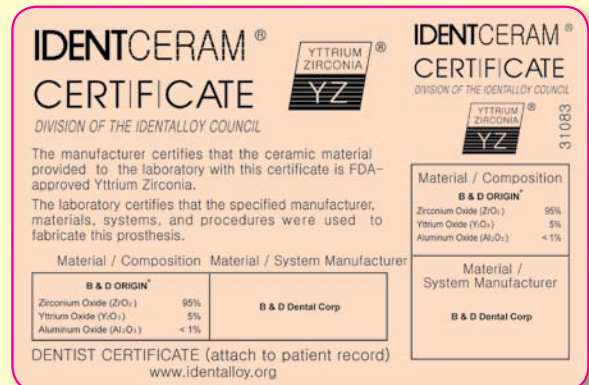 IDENTCERAM®
CERTIFICATE
DIVISION OF THE IDENTALLOY COUNCIL
YTTRIUM
ZIRCONIA
®
YZ
The manufacturer certifies that the ceramic material
provided to the laboratory with this certificate is FDA-
approved Yttrium Zirconia.
The laboratory certifies that the specified manufacturer,
materials, systems, and procedures were used to
fabricate this prosthesis.
Material / Composition Material / System Manufacturer
B & D ORIGIN®
Zirconium Oxide (ZrO₂) 95%
Yttrium Oxide (Y₂O₃) 5%
Aluminum Oxide (Al₂O₃) < 1%
B & D Dental Corp
DENTIST CERTIFICATE (attach to patient record)
www.identalloy.org
IDENTCERAM®
CERTIFICATE
DIVISION OF THE IDENTALLOY COUNCIL
YTTRIUM
ZIRCONIA
®
YZ
31083
Material / Composition
B & D ORIGIN®
Zirconium Oxide (ZrO₂) 95%
Yttrium Oxide (Y₂O₃) 5%
Aluminum Oxide (Al₂O₃) < 1%
Material /
System Manufacturer
B & D Dental Corp